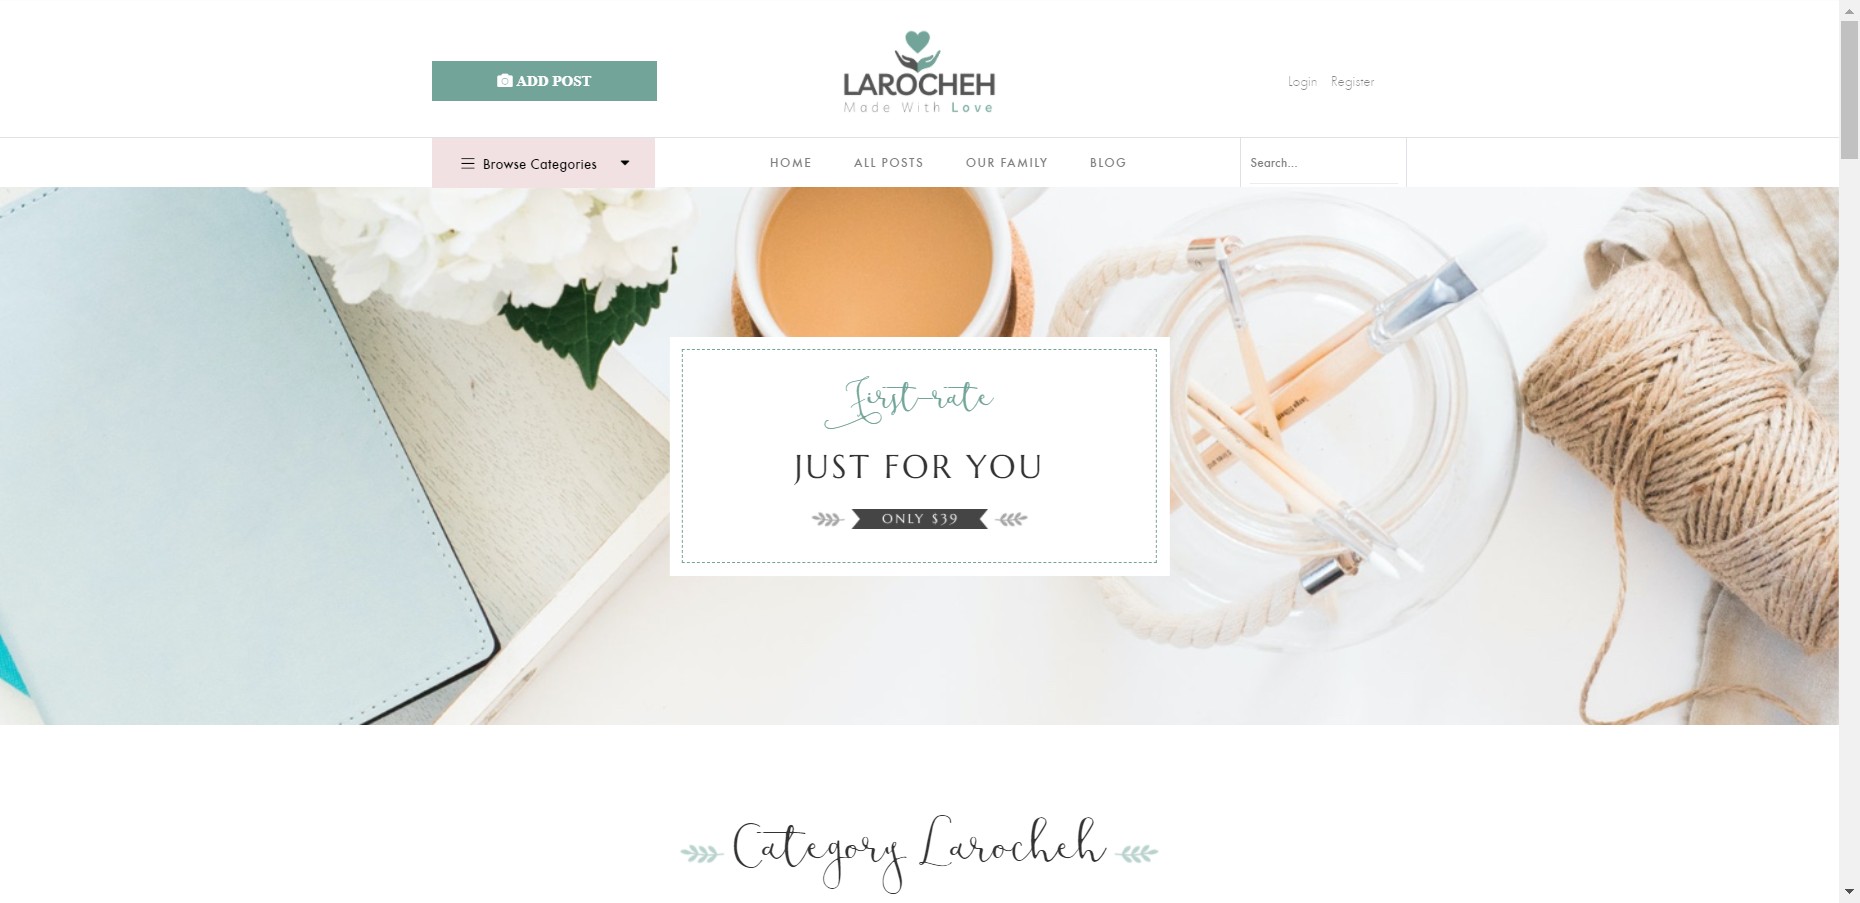 ADD POST
LAROCHEH
Made With Love
Login Register
Browse Categories
HOME ALL POSTS OUR FAMILY BLOG
Search...
First-rate
JUST FOR YOU
ONLY $39
Category Larocheh